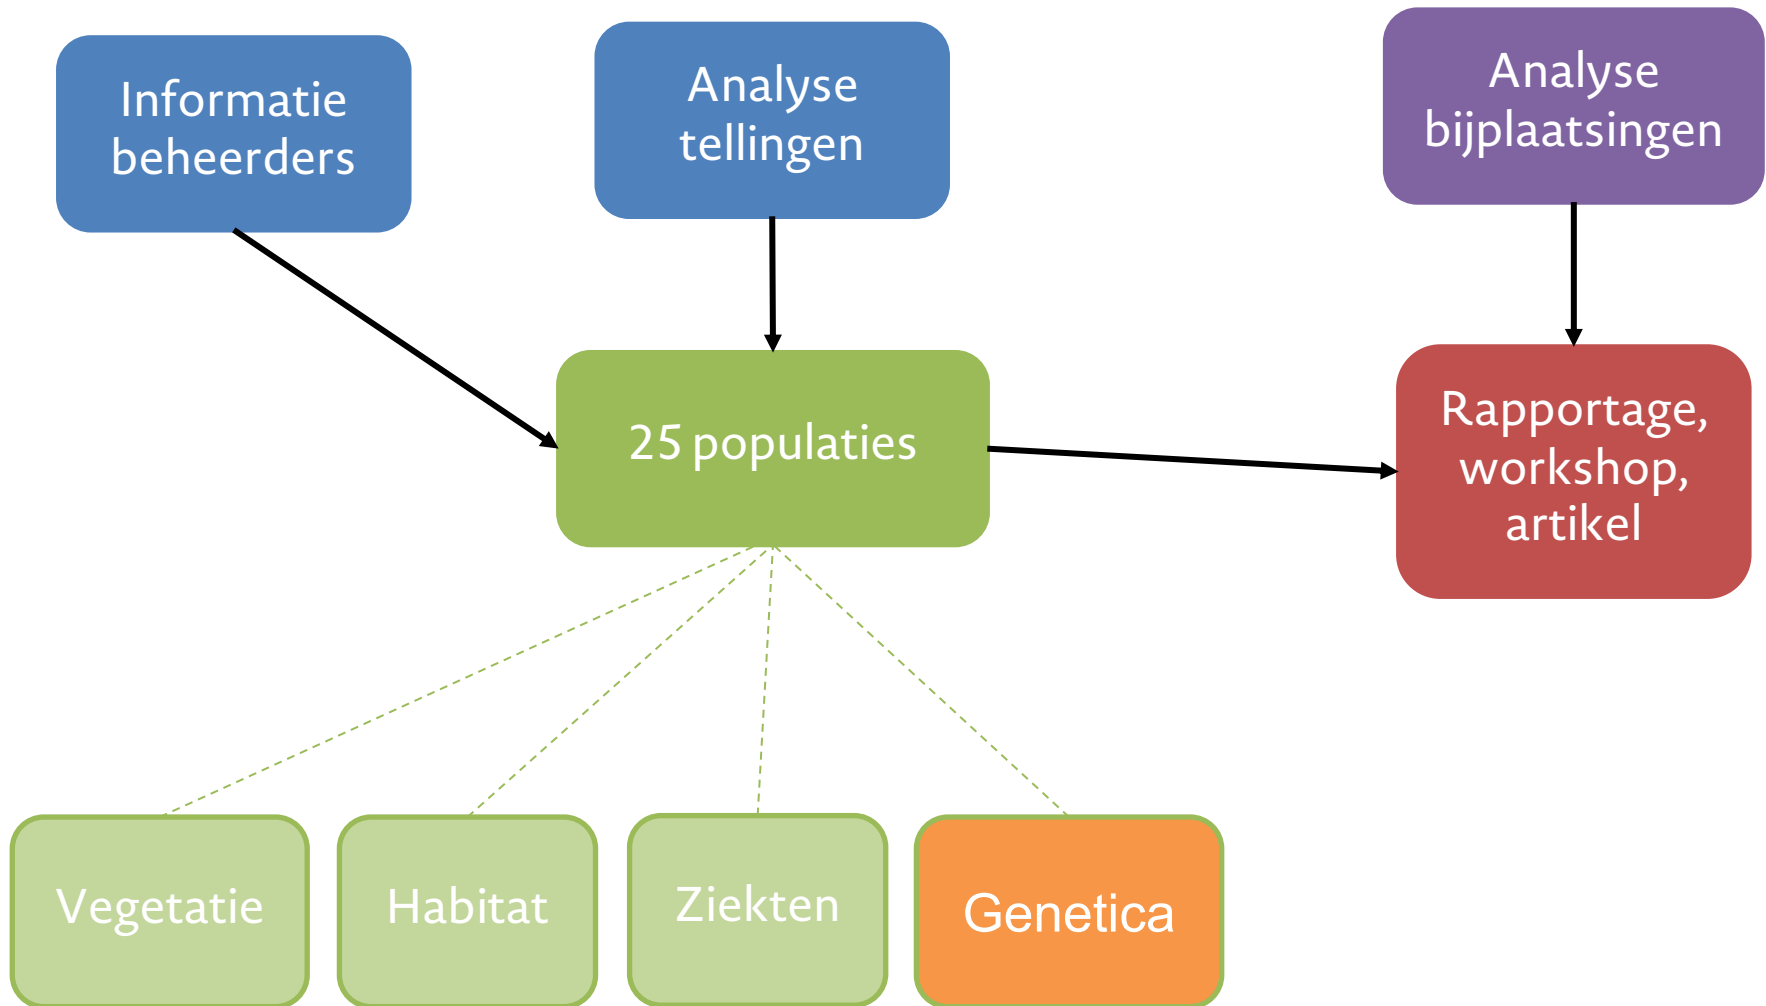 Informatie
beheerders
Analyse
tellingen
Analyse
bijplaatsingen
25 populaties
Rapportage,
workshop,
artikel
Vegetatie
Habitat
Ziekten
Genetica